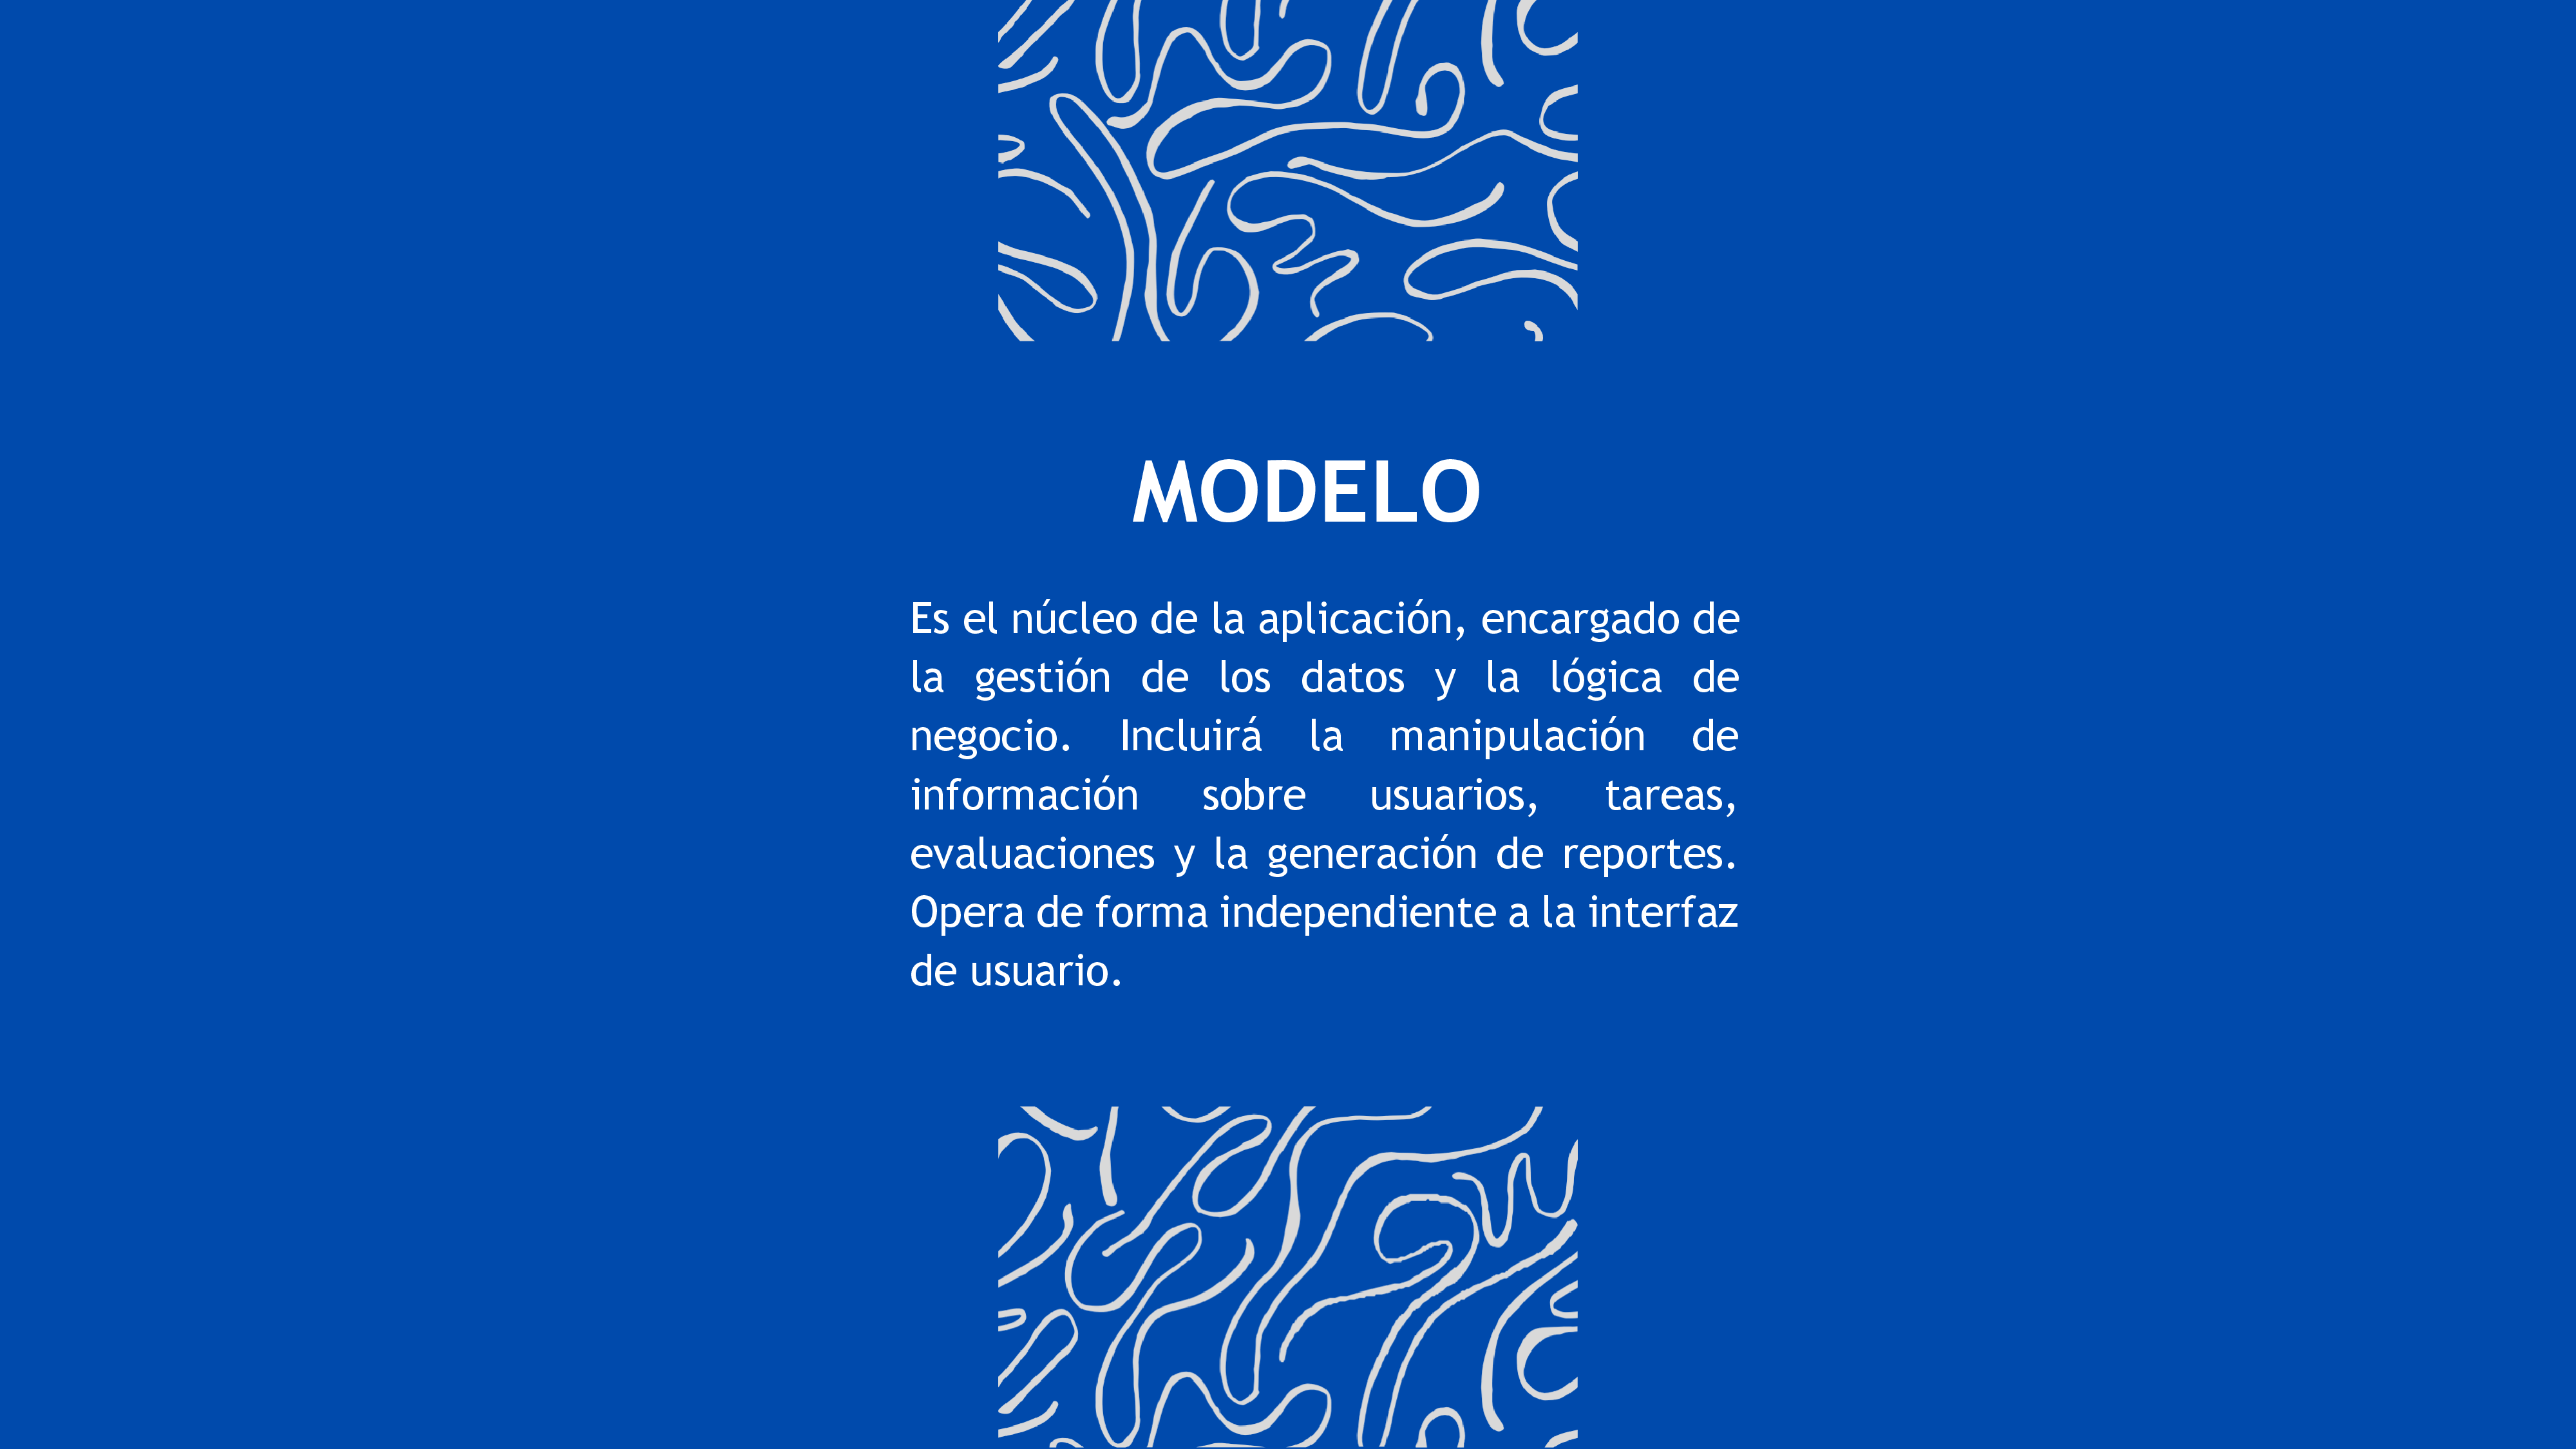 MODELO
Es el núcleo de la aplicación, encargado de
la gestión de los datos y la lógica de
negocio. Incluirá la manipulación de
información sobre usuarios, tareas,
evaluaciones y la generación de reportes.
Opera de forma independiente a la interfaz
de usuario.